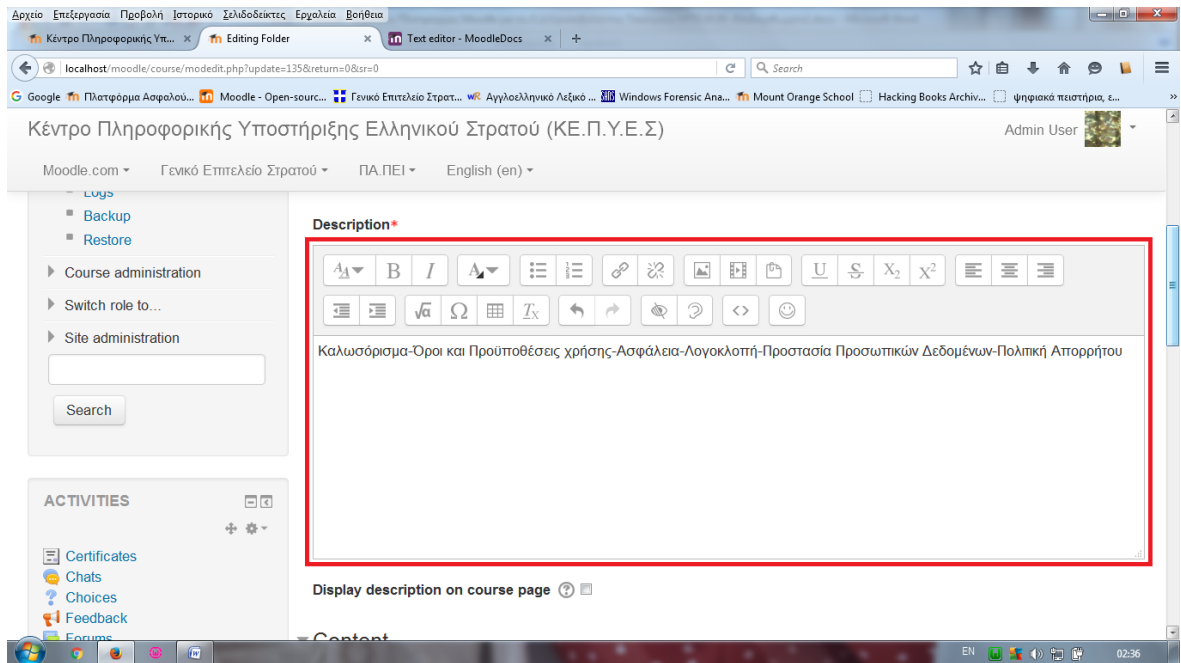 Αρχείο Επεξεργασία Προβολή Ιστορικό Σελιδοδείκτες Εργαλεία Βοήθεια
Κέντρο Πληροφορικής Υπ... × Editing Folder × Text editor - MoodleDocs × +
localhost/moodle/course/modedit.php?update=135&return=0&sr=0 Search
Google Πλατφόρμα Ασφαλού... Moodle - Open-sourc... Γενικό Επιτελείο Στρατ... Αγγλοελληνικό Λεξικό ... Windows Forensic Ana... Mount Orange School Hacking Books Archiv... ψηφιακά πειστήρια, ε... »
Κέντρο Πληροφορικής Υποστήριξης Ελληνικού Στρατού (ΚΕ.Π.Υ.Ε.Σ) Admin User
Moodle.com Γενικό Επιτελείο Στρατού ΠΑ.ΠΕΙ English (en)
Logs
Backup
Restore
Course administration
Switch role to...
Site administration
Search
ACTIVITIES
Certificates
Chats
Choices
Feedback
Forums
Description*
Καλωσόρισμα-Όροι και Προϋποθέσεις χρήσης-Ασφάλεια-Λογοκλοπή-Προστασία Προσωπικών Δεδομένων-Πολιτική Απορρήτου
Display description on course page
Content
EN 02:36